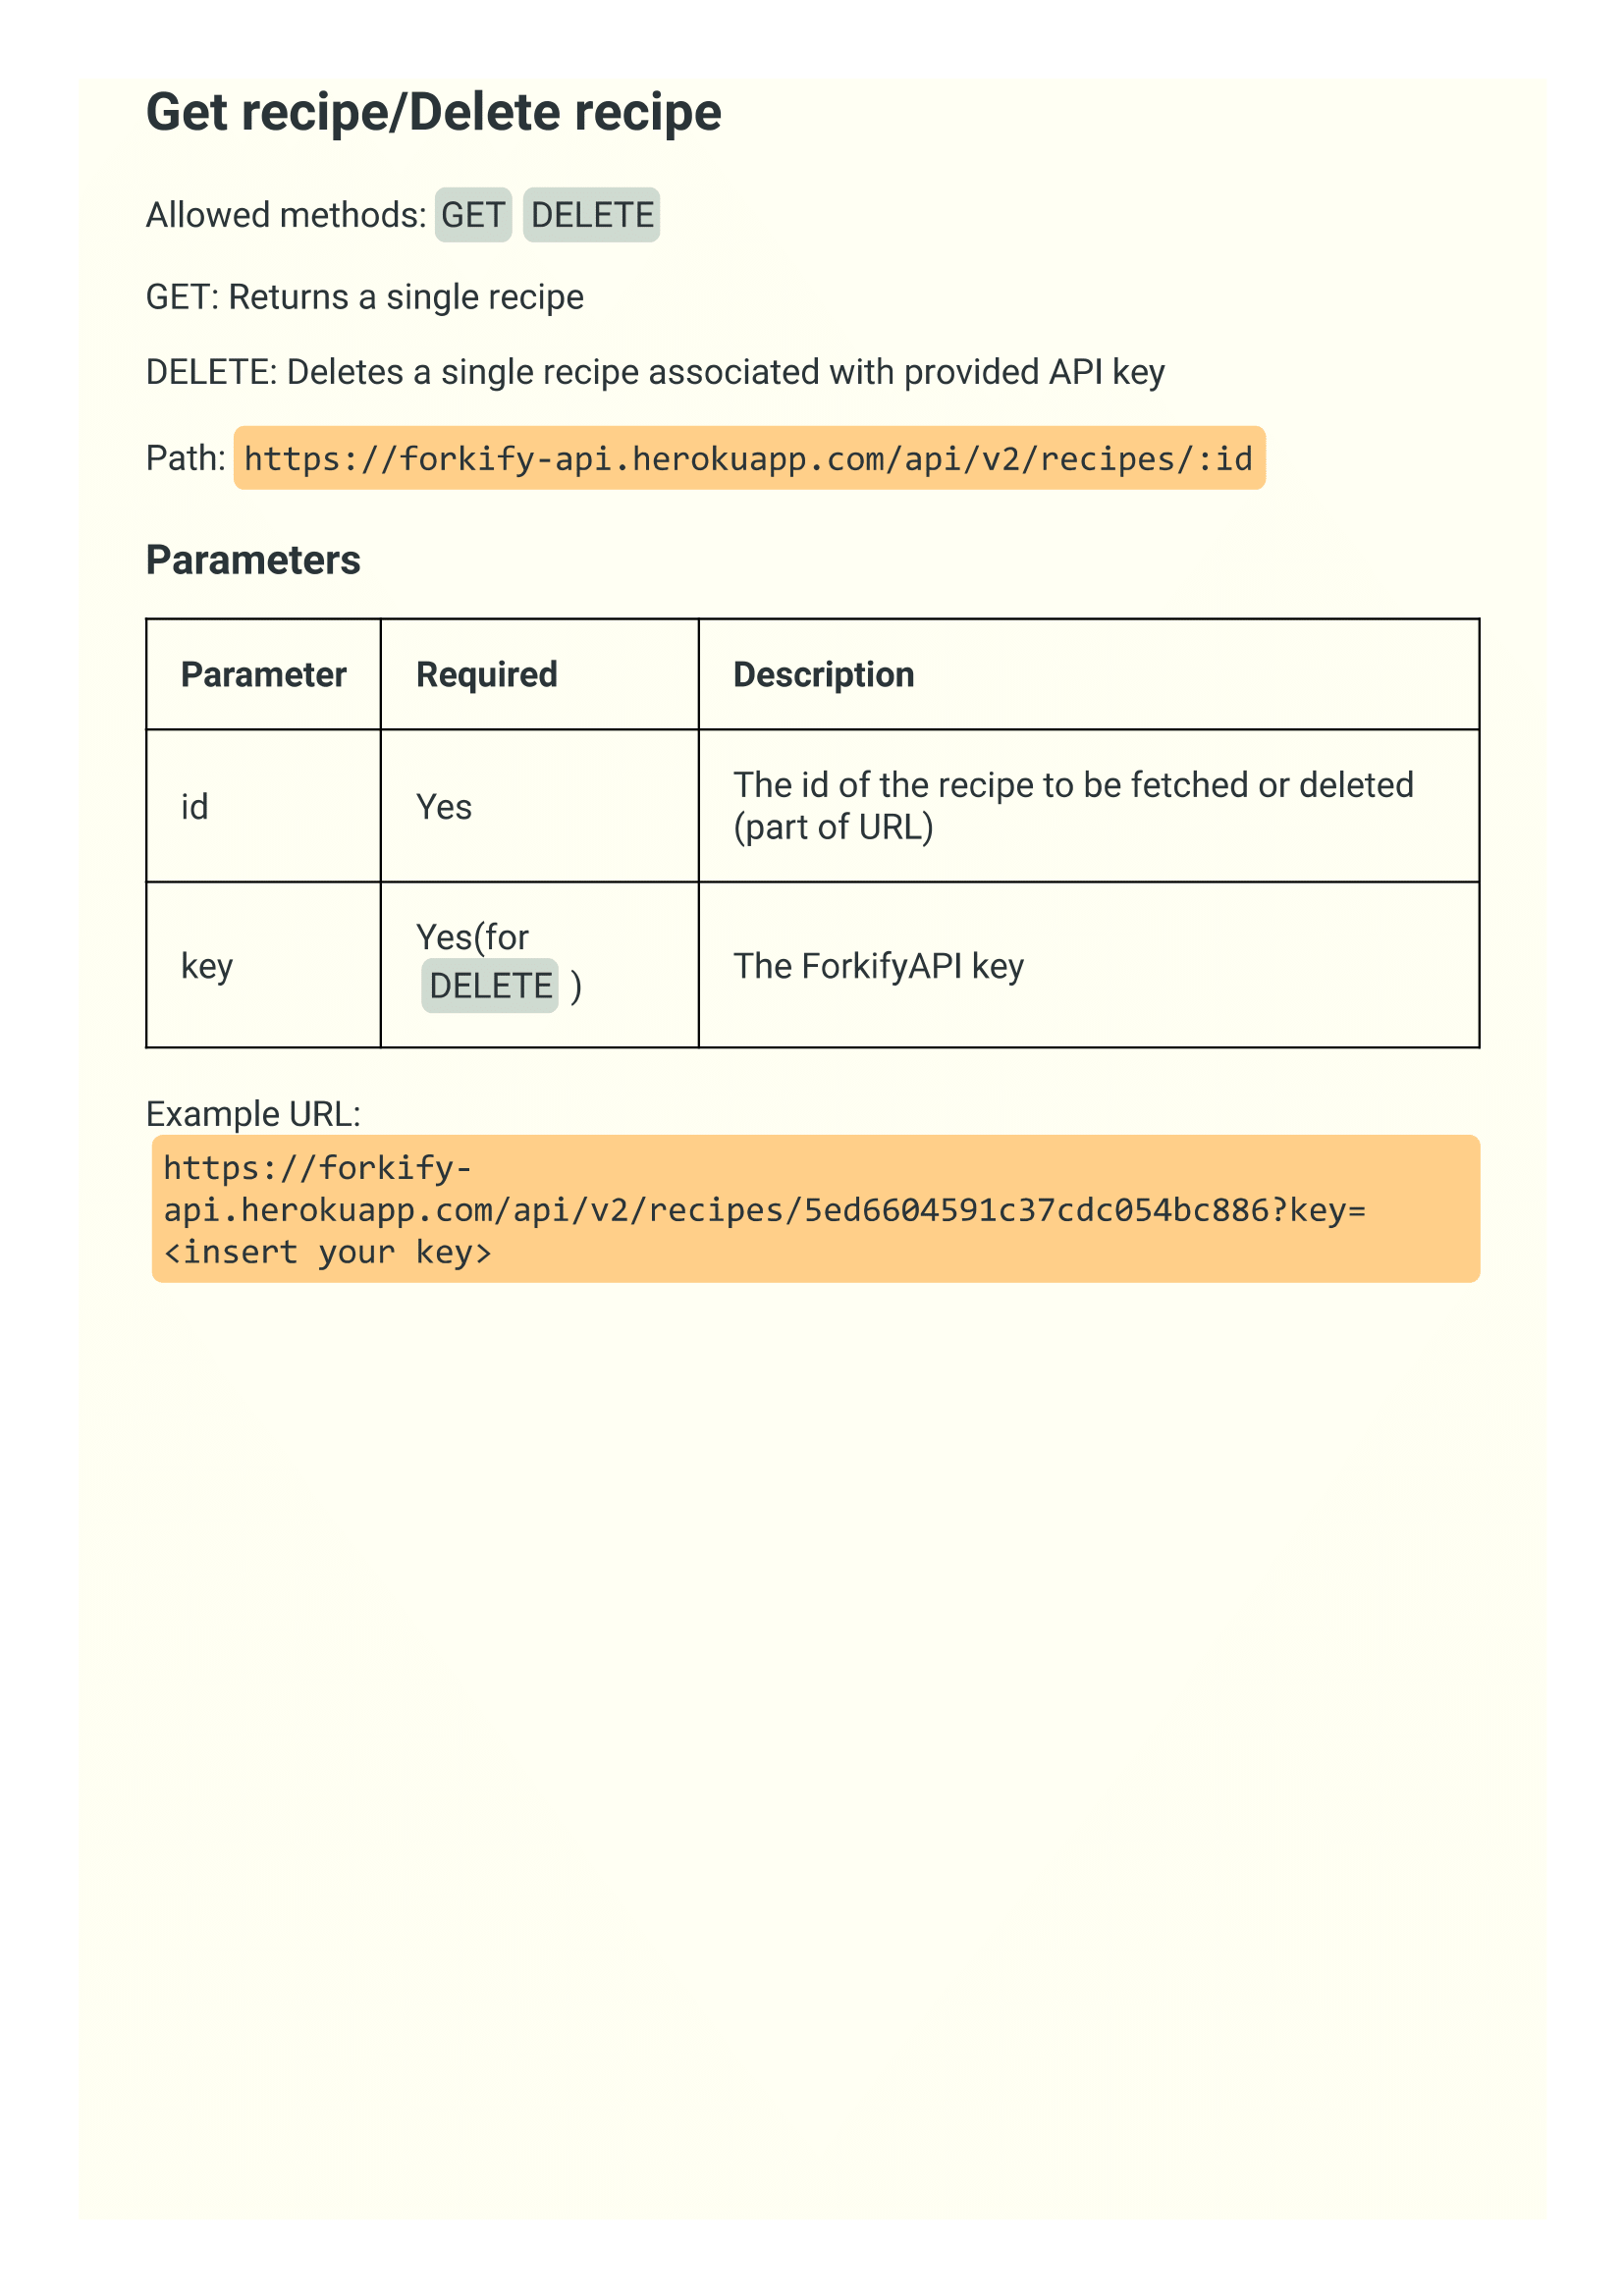 Get recipe/Delete recipe
Allowed methods: GET DELETE
GET: Returns a single recipe
DELETE: Deletes a single recipe associated with provided API key
Path: https://forkify-api.herokuapp.com/api/v2/recipes/:id
Parameters
Parameter Required Description
id Yes The id of the recipe to be fetched or deleted
(part of URL)
key Yes(for
DELETE ) The ForkifyAPI key
Example URL:
https://forkify-
api.herokuapp.com/api/v2/recipes/5ed6604591c37cdc054bc886?key=
<insert your key>